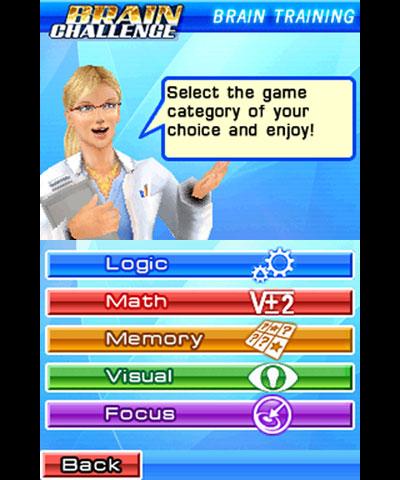 BRAIN
CHALLENGE
BRAIN TRAINING
Select the game
category of your
choice and enjoy!
Logic
Math
V±2
Memory
Visual
Focus
Back